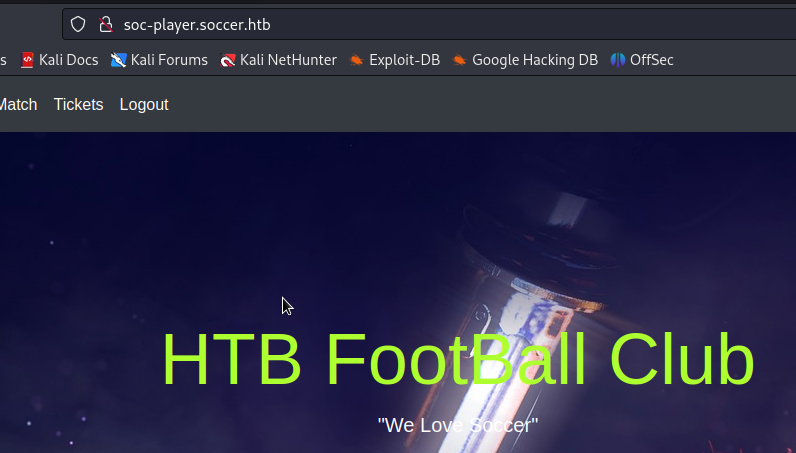 soc-player.soccer.htb
s Kali Docs Kali Forums Kali NetHunter Exploit-DB Google Hacking DB OffSec
Match Tickets Logout
HTB FootBall Club
"We Love Soccer"